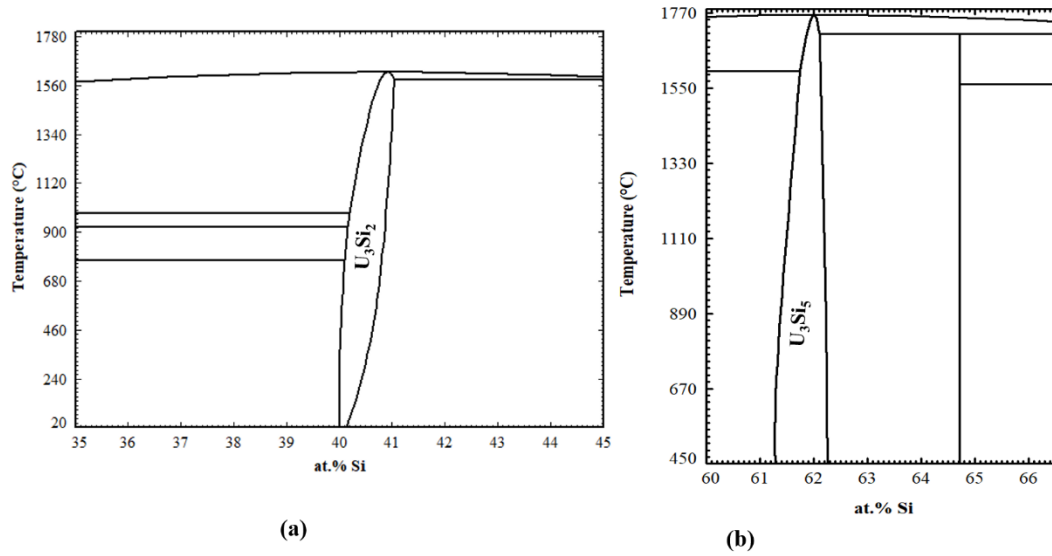 1780
1560
1340
1120
900
680
460
240
20
Temperature (°C)
U₃Si₂
35 36 37 38 39 40 41 42 43 44 45
at.% Si
(a)
1770
1550
1330
1110
890
670
450
Temperature (°C)
U₃Si₅
60 61 62 63 64 65 66
at.% Si
(b)